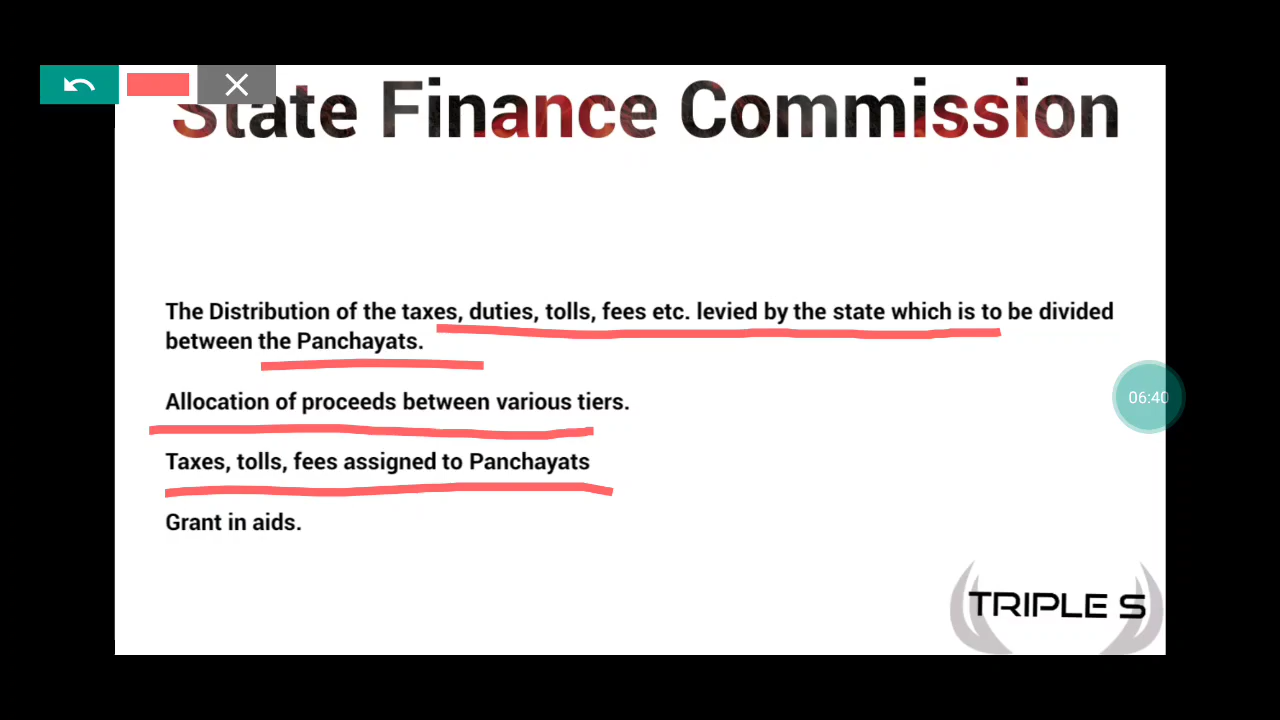 State Finance Commission
The Distribution of the taxes, duties, tolls, fees etc. levied by the state which is to be divided
between the Panchayats.
Allocation of proceeds between various tiers.
06:40
Taxes, tolls, fees assigned to Panchayats
Grant in aids.
TRIPLE S